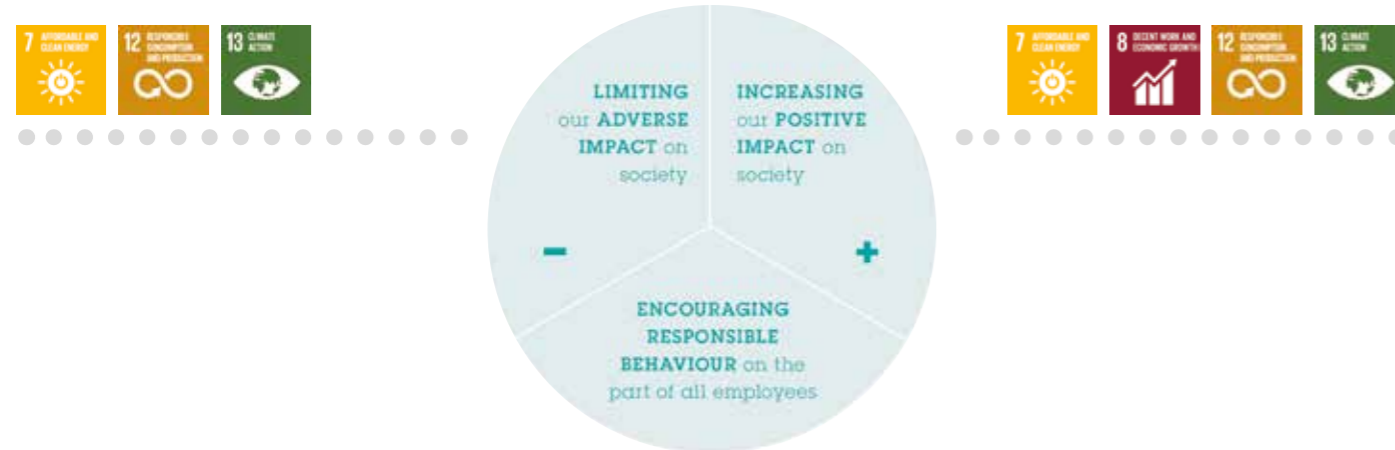 7 AFFORDABLE AND
CLEAN ENERGY
12 RESPONSIBLE
CONSUMPTION
AND PRODUCTION
13 CLIMATE
ACTION
LIMITING
our ADVERSE
IMPACT on
society
–
INCREASING
our POSITIVE
IMPACT on
society
+
ENCOURAGING
RESPONSIBLE
BEHAVIOUR on the
part of all employees
7 AFFORDABLE AND
CLEAN ENERGY
8 DECENT WORK AND
ECONOMIC GROWTH
12 RESPONSIBLE
CONSUMPTION
AND PRODUCTION
13 CLIMATE
ACTION